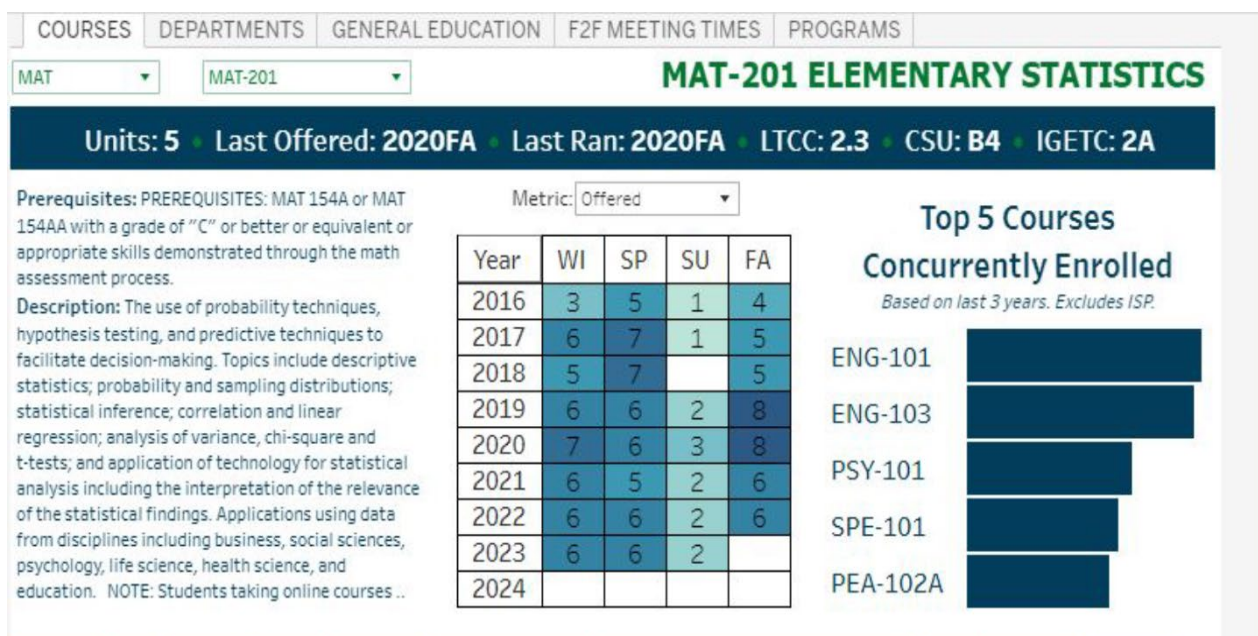 COURSES DEPARTMENTS GENERAL EDUCATION F2F MEETING TIMES PROGRAMS
MAT MAT-201 MAT-201 ELEMENTARY STATISTICS
Units: 5 • Last Offered: 2020FA • Last Ran: 2020FA • LTCC: 2.3 • CSU: B4 • IGETC: 2A
Prerequisites: PREREQUISITES: MAT 154A or MAT
154AA with a grade of "C" or better or equivalent or
appropriate skills demonstrated through the math
assessment process.
Description: The use of probability techniques,
hypothesis testing, and predictive techniques to
facilitate decision-making. Topics include descriptive
statistics; probability and sampling distributions;
statistical inference; correlation and linear
regression; analysis of variance, chi-square and
t-tests; and application of technology for statistical
analysis including the interpretation of the relevance
of the statistical findings. Applications using data
from disciplines including business, social sciences,
psychology, life science, health science, and
education. NOTE: Students taking online courses ..
Metric: Offered
Year WI SP SU FA
2016 3 5 1 4
2017 6 7 1 5
2018 5 7 5
2019 6 6 2 8
2020 7 6 3 8
2021 6 5 2 6
2022 6 6 2 6
2023 6 6 2
2024
Top 5 Courses
Concurrently Enrolled
Based on last 3 years. Excludes ISP.
ENG-101
ENG-103
PSY-101
SPE-101
PEA-102A